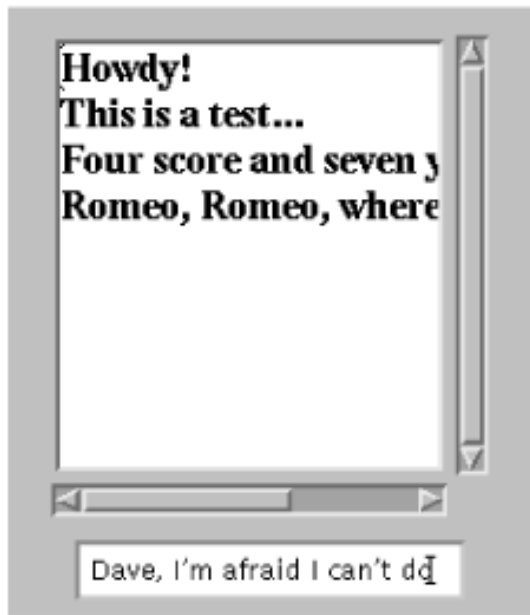 Howdy!
This is a test...
Four score and seven y
Romeo, Romeo, where
Dave, I'm afraid I can't do